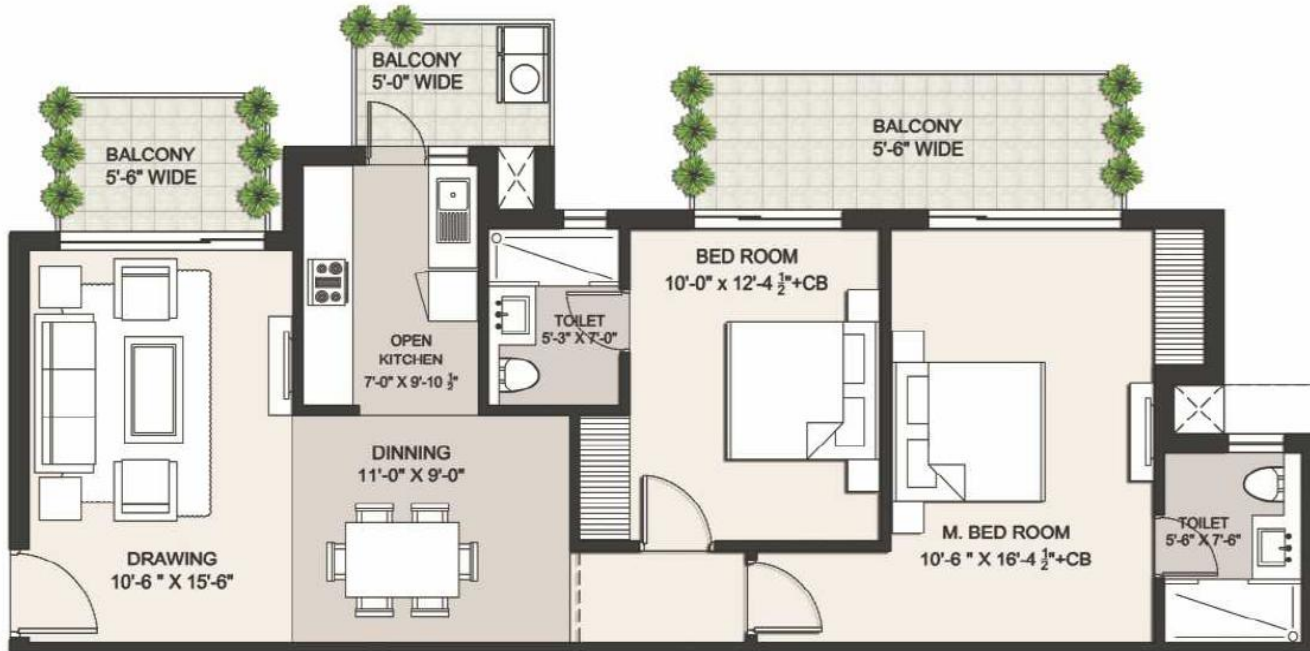 BALCONY
5'-0" WIDE
BALCONY
5'-6" WIDE
BALCONY
5'-6" WIDE
BED ROOM
10'-0" x 12'-4 ½"+CB
TOILET
5'-3" X 7'-0"
OPEN
KITCHEN
7'-0" X 9'-10 ½"
DINNING
11'-0" X 9'-0"
DRAWING
10'-6 " X 15'-6"
M. BED ROOM
10'-6 " X 16'-4 ½"+CB
TOILET
5'-6" X 7'-6"